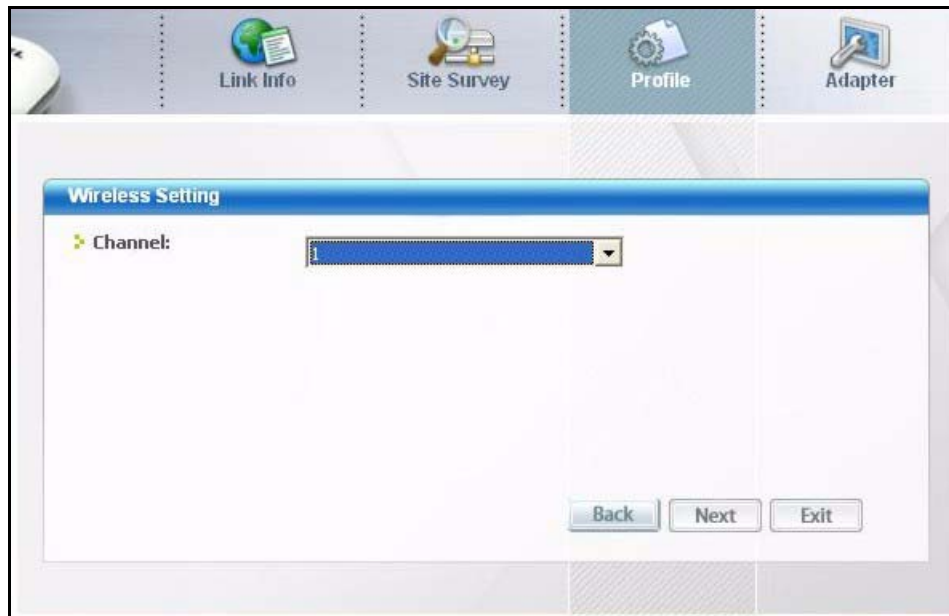 Link Info
Site Survey
Profile
Adapter
Wireless Setting
Channel:
1
Back
Next
Exit